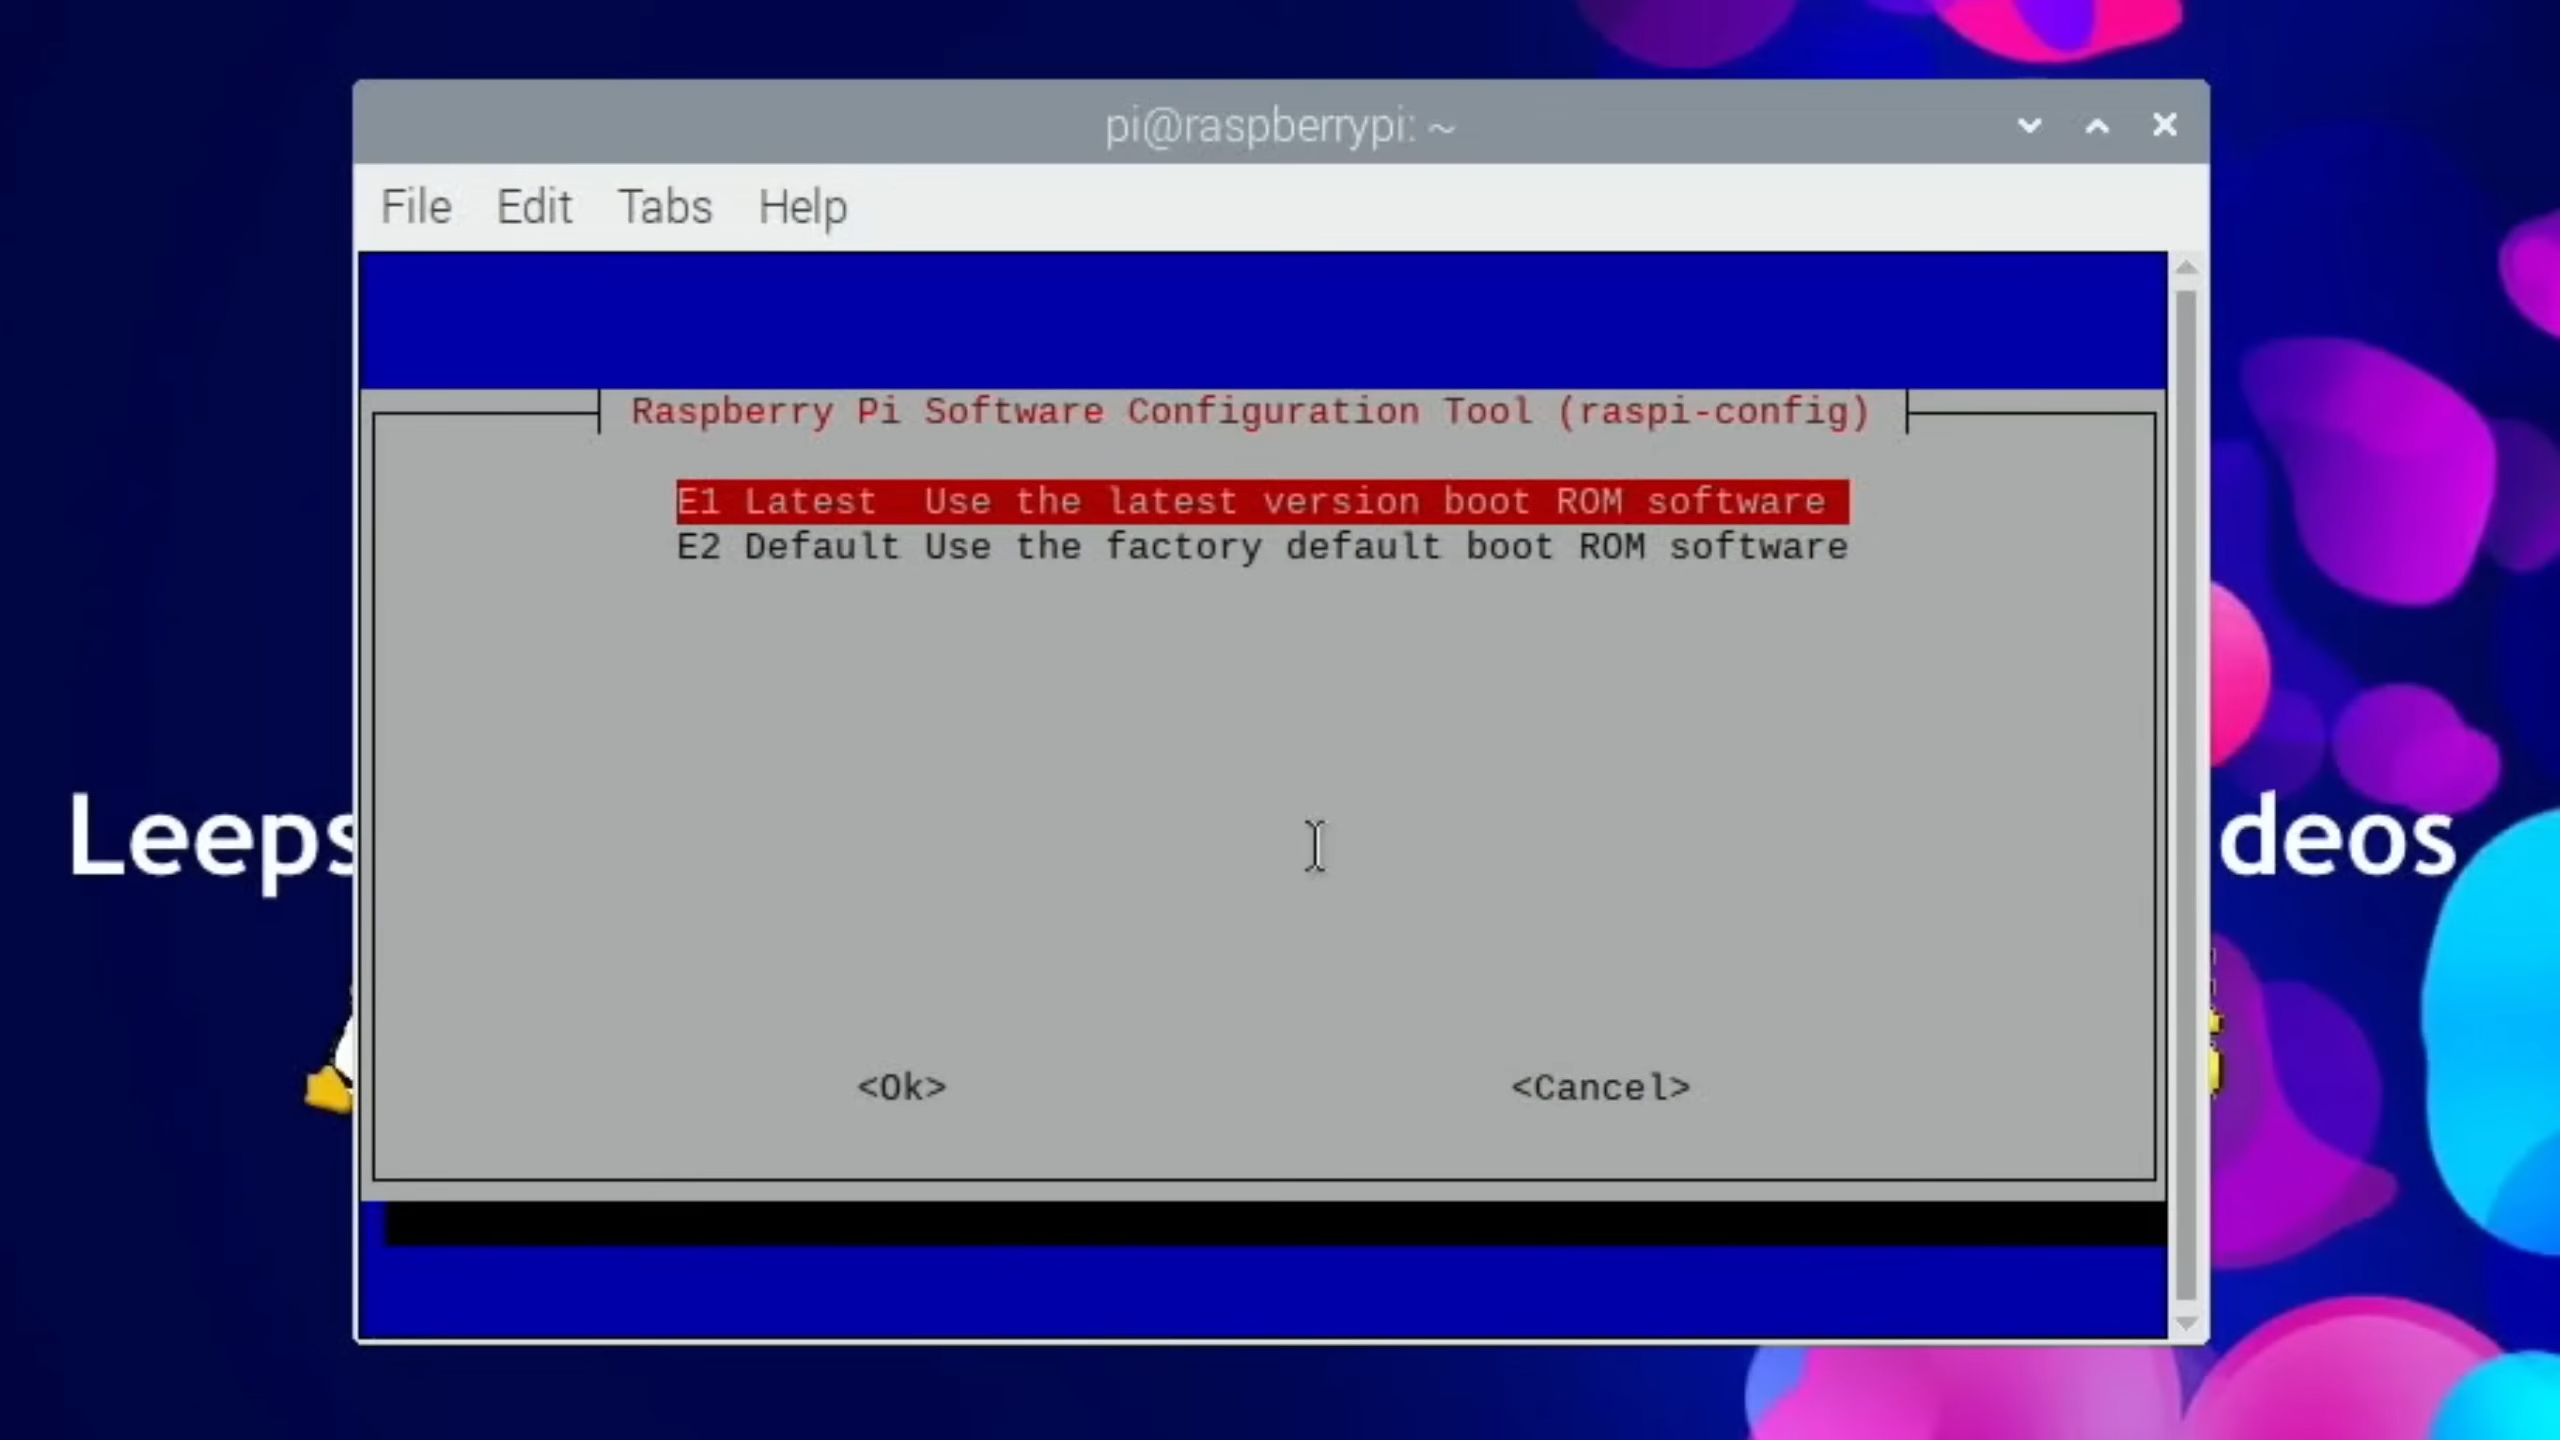 pi@raspberrypi: ~
File Edit Tabs Help
Raspberry Pi Software Configuration Tool (raspi-config)
E1 Latest  Use the latest version boot ROM software
E2 Default Use the factory default boot ROM software
Leeps
deos
<Ok> <Cancel>